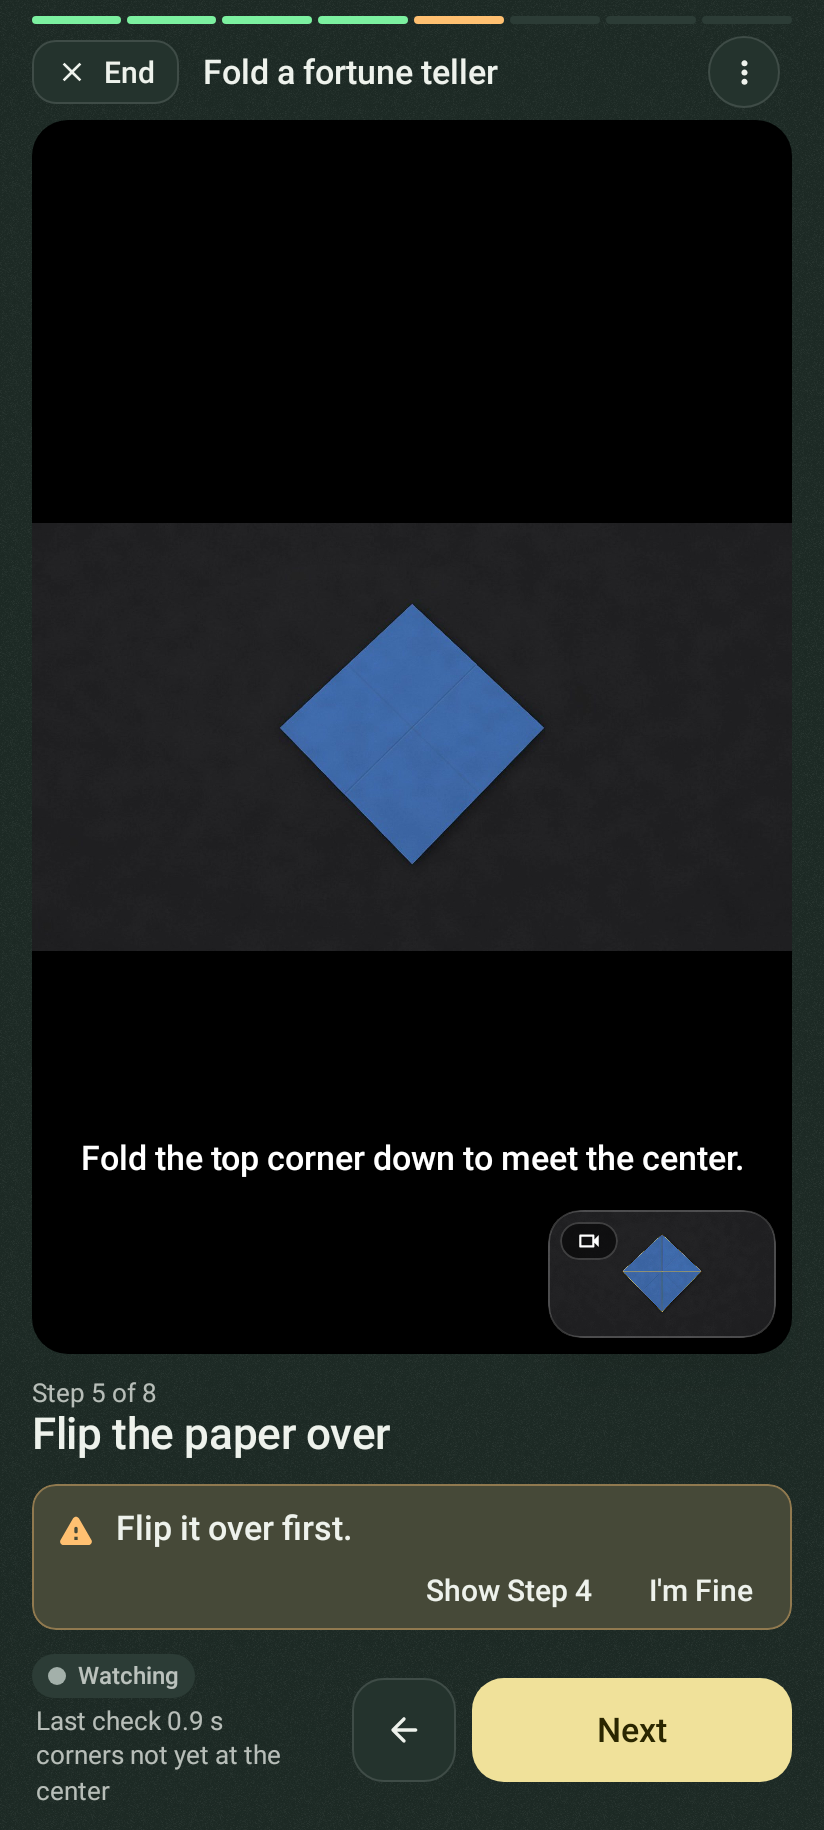 End
Fold a fortune teller
Fold the top corner down to meet the center.
Step 5 of 8
Flip the paper over
Flip it over first.
Show Step 4
I'm Fine
Watching
Last check 0.9 s
corners not yet at the
center
Next